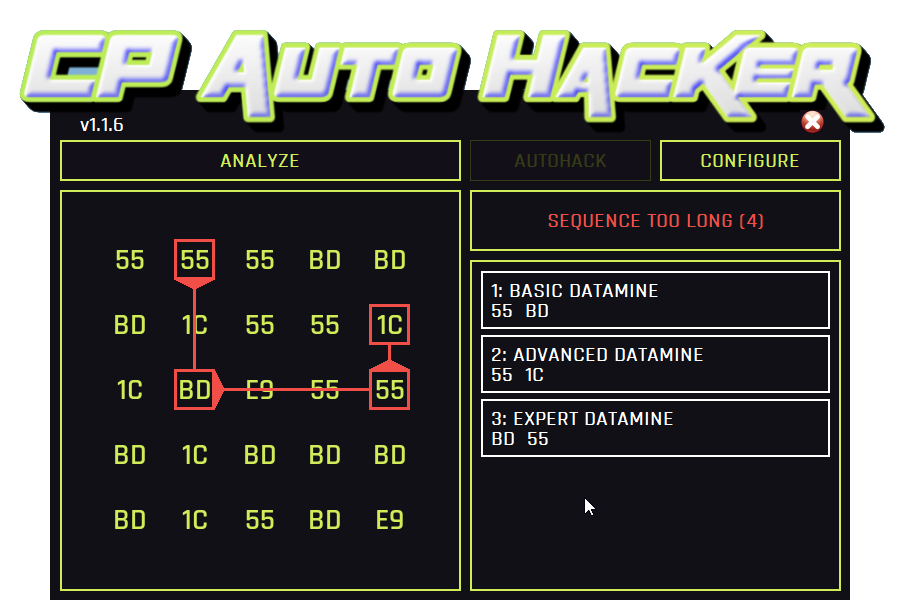 CP AUTO HACKER
v1.1.6
ANALYZE
AUTOHACK
CONFIGURE
SEQUENCE TOO LONG (4)
55 55 55 BD BD
BD 1C 55 55 1C
1C BD E9 55 55
BD 1C BD BD BD
BD 1C 55 BD E9
1: BASIC DATAMINE
55 BD
2: ADVANCED DATAMINE
55 1C
3: EXPERT DATAMINE
BD 55